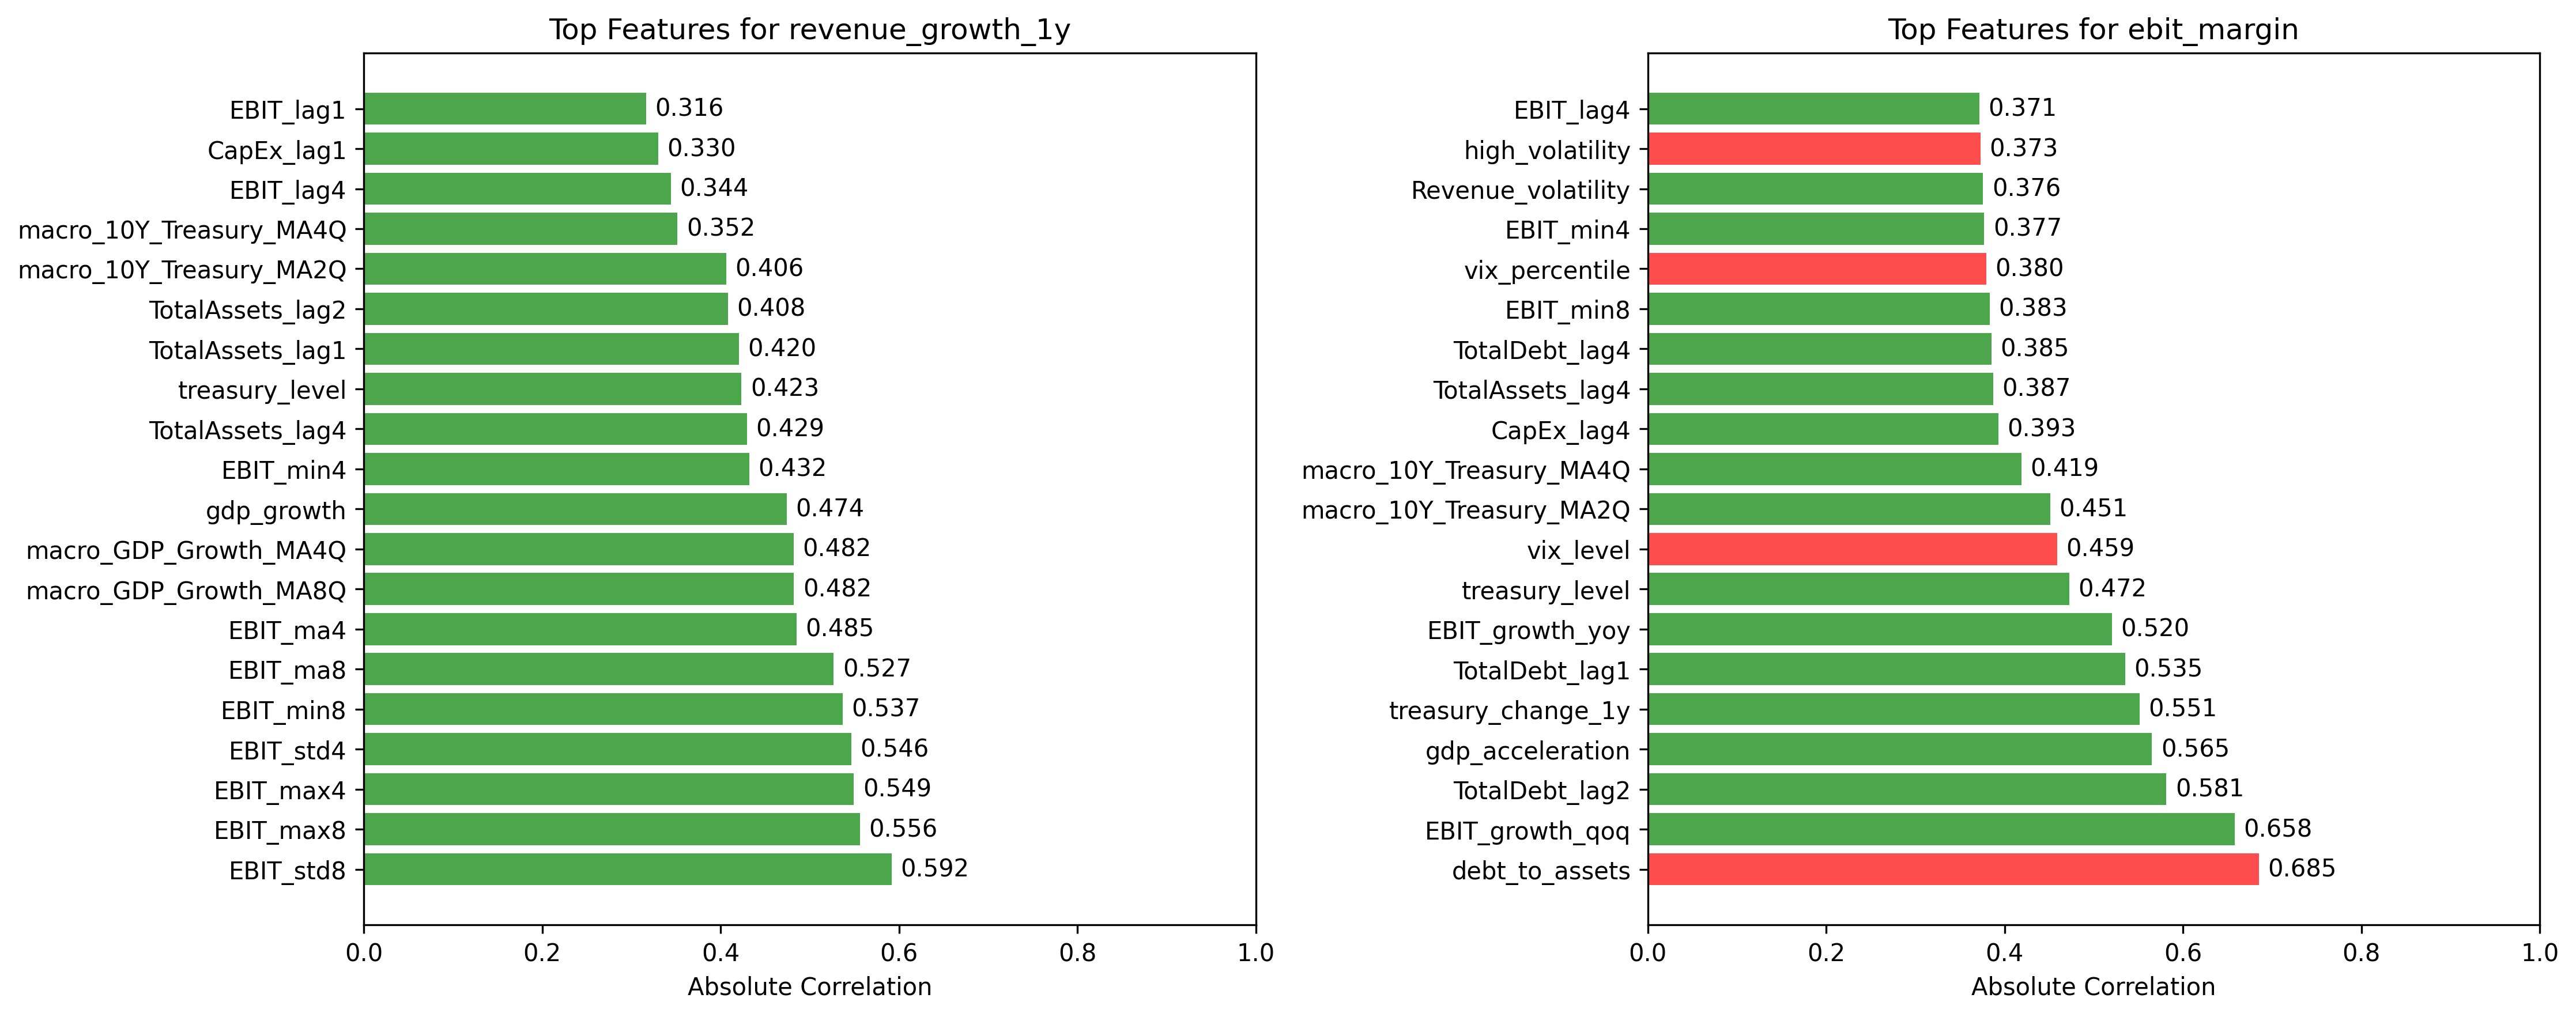 Top Features for revenue_growth_1y
EBIT_lag1 0.316
CapEx_lag1 0.330
EBIT_lag4 0.344
macro_10Y_Treasury_MA4Q 0.352
macro_10Y_Treasury_MA2Q 0.406
TotalAssets_lag2 0.408
TotalAssets_lag1 0.420
treasury_level 0.423
TotalAssets_lag4 0.429
EBIT_min4 0.432
gdp_growth 0.474
macro_GDP_Growth_MA4Q 0.482
macro_GDP_Growth_MA8Q 0.482
EBIT_ma4 0.485
EBIT_ma8 0.527
EBIT_min8 0.537
EBIT_std4 0.546
EBIT_max4 0.549
EBIT_max8 0.556
EBIT_std8 0.592
0.0 0.2 0.4 0.6 0.8 1.0
Absolute Correlation
Top Features for ebit_margin
EBIT_lag4 0.371
high_volatility 0.373
Revenue_volatility 0.376
EBIT_min4 0.377
vix_percentile 0.380
EBIT_min8 0.383
TotalDebt_lag4 0.385
TotalAssets_lag4 0.387
CapEx_lag4 0.393
macro_10Y_Treasury_MA4Q 0.419
macro_10Y_Treasury_MA2Q 0.451
vix_level 0.459
treasury_level 0.472
EBIT_growth_yoy 0.520
TotalDebt_lag1 0.535
treasury_change_1y 0.551
gdp_acceleration 0.565
TotalDebt_lag2 0.581
EBIT_growth_qoq 0.658
debt_to_assets 0.685
0.0 0.2 0.4 0.6 0.8 1.0
Absolute Correlation